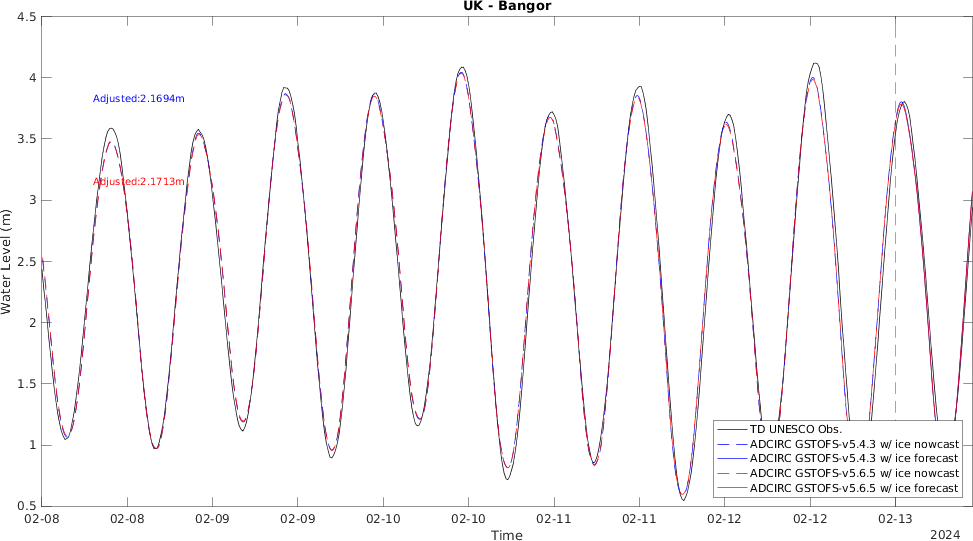 UK - Bangor
4.5
4
3.5
3
2.5
2
1.5
1
0.5
Water Level (m)
Adjusted:2.1694m
Adjusted:2.1713m
TD UNESCO Obs.
ADCIRC GSTOFS-v5.4.3 w/ ice nowcast
ADCIRC GSTOFS-v5.4.3 w/ ice forecast
ADCIRC GSTOFS-v5.6.5 w/ ice nowcast
ADCIRC GSTOFS-v5.6.5 w/ ice forecast
02-08 02-08 02-09 02-09 02-10 02-10 02-11 02-11 02-12 02-12 02-13
Time
2024